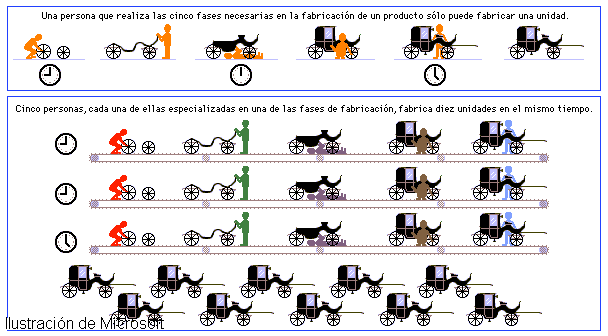 Una persona que realiza las cinco fases necesarias en la fabricación de un producto sólo puede fabricar una unidad.
Cinco personas, cada una de ellas especializadas en una de las fases de fabricación, fabrica diez unidades en el mismo tiempo.
Ilustración de Microsoft